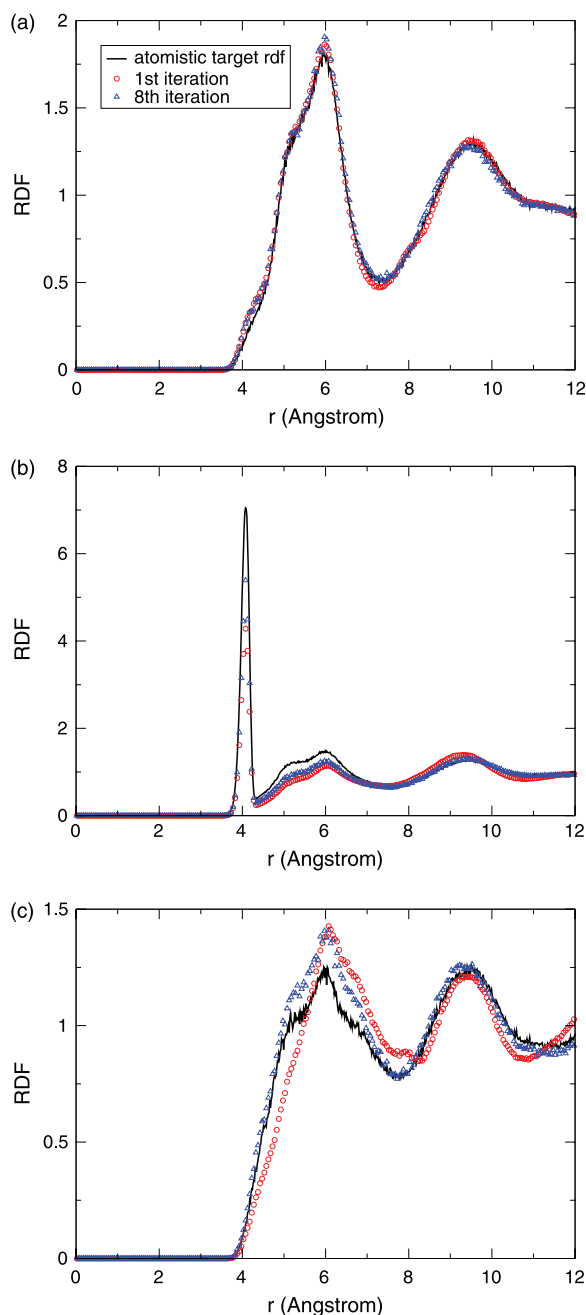 (a)
2
1.5
1
0.5
0
RDF
atomistic target rdf
1st iteration
8th iteration
0 2 4 6 8 10 12
r (Angstrom)
(b)
8
6
4
2
0
RDF
0 2 4 6 8 10 12
r (Angstrom)
(c)
1.5
1
0.5
0
RDF
0 2 4 6 8 10 12
r (Angstrom)